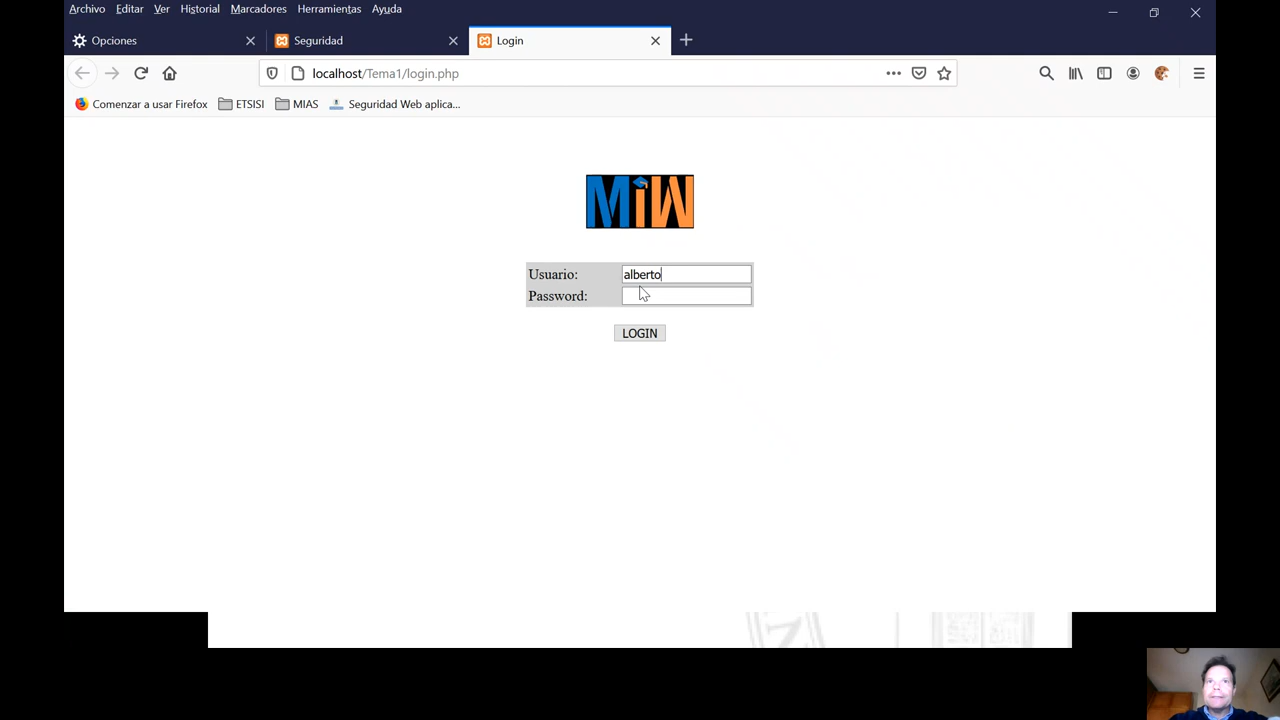 Archivo Editar Ver Historial Marcadores Herramientas Ayuda
Opciones Seguridad Login
localhost/Tema1/login.php
Comenzar a usar Firefox ETSISI MIAS Seguridad Web aplica...
MiW
Usuario: alberto
Password:
LOGIN